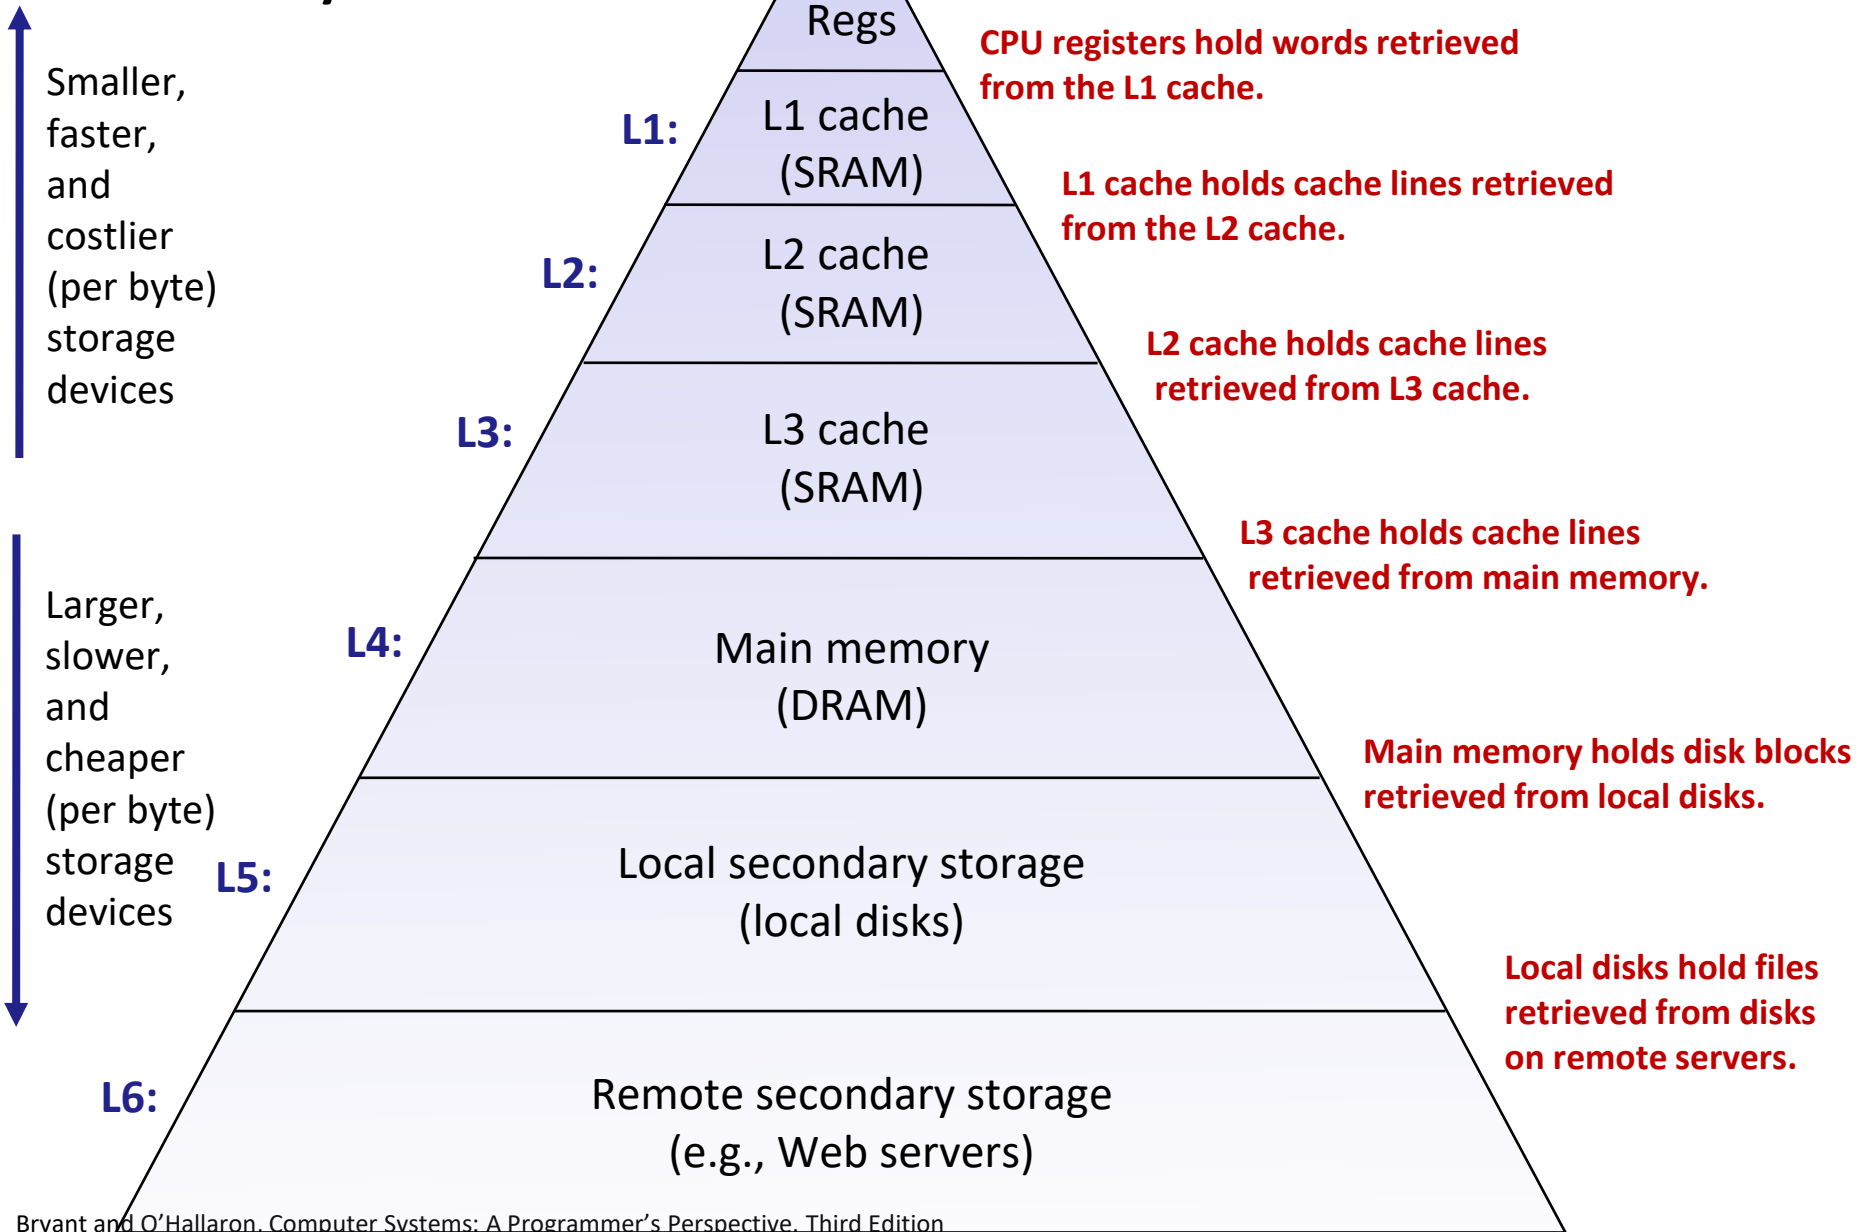 Regs
CPU registers hold words retrieved
from the L1 cache.
Smaller,
faster,
and
costlier
(per byte)
storage
devices
L1:
L1 cache
(SRAM)
L1 cache holds cache lines retrieved
from the L2 cache.
L2:
L2 cache
(SRAM)
L2 cache holds cache lines
retrieved from L3 cache.
L3:
L3 cache
(SRAM)
L3 cache holds cache lines
retrieved from main memory.
Larger,
slower,
and
cheaper
(per byte)
storage
devices
L4:
Main memory
(DRAM)
Main memory holds disk blocks
retrieved from local disks.
L5:
Local secondary storage
(local disks)
Local disks hold files
retrieved from disks
on remote servers.
L6:
Remote secondary storage
(e.g., Web servers)
Bryant and O'Hallaron, Computer Systems: A Programmer's Perspective, Third Edition